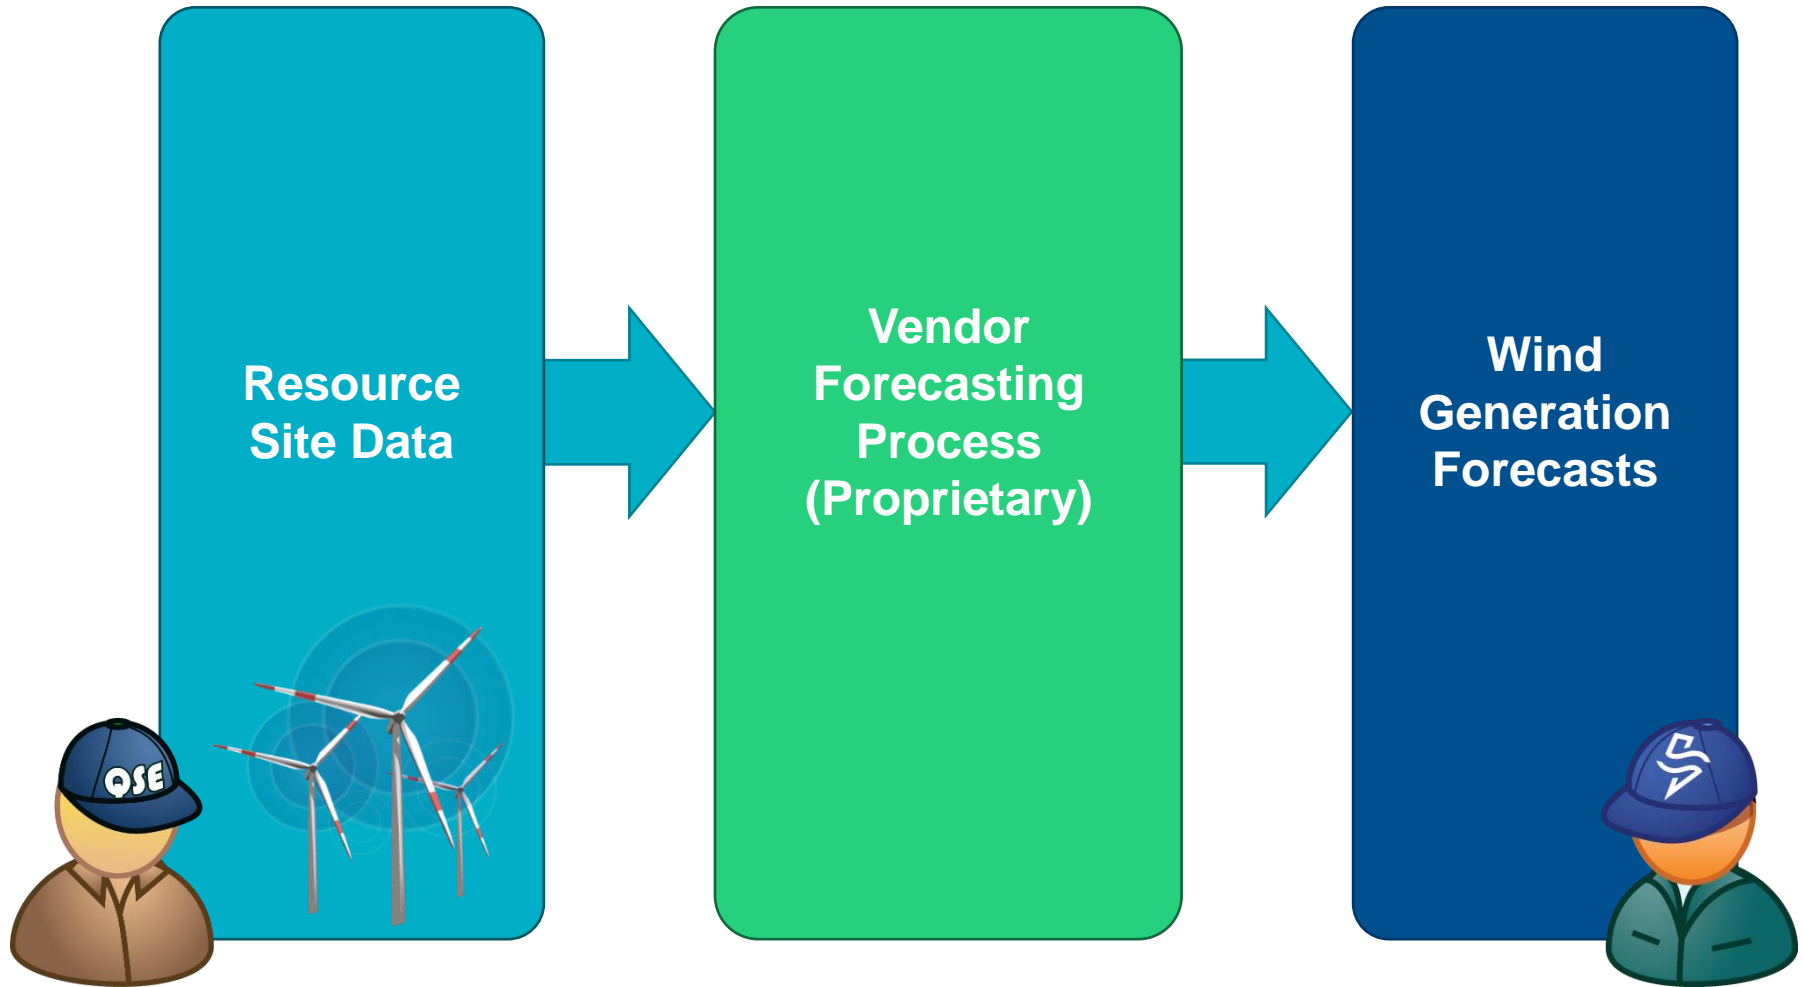 Resource
Site Data
Vendor
Forecasting
Process
(Proprietary)
Wind
Generation
Forecasts
QSE